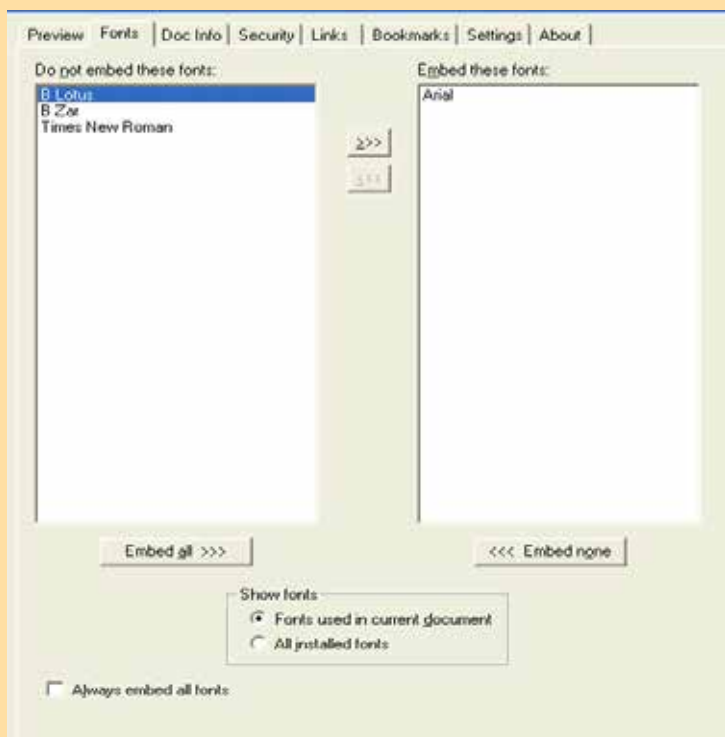 Preview Fonts Doc Info Security Links Bookmarks Settings About
Do not embed these fonts:
B Lotus
B Zar
Times New Roman
>>>
<<<
Embed these fonts:
Arial
Embed all >>>
<<< Embed none
Show fonts
Fonts used in current document
All installed fonts
Always embed all fonts